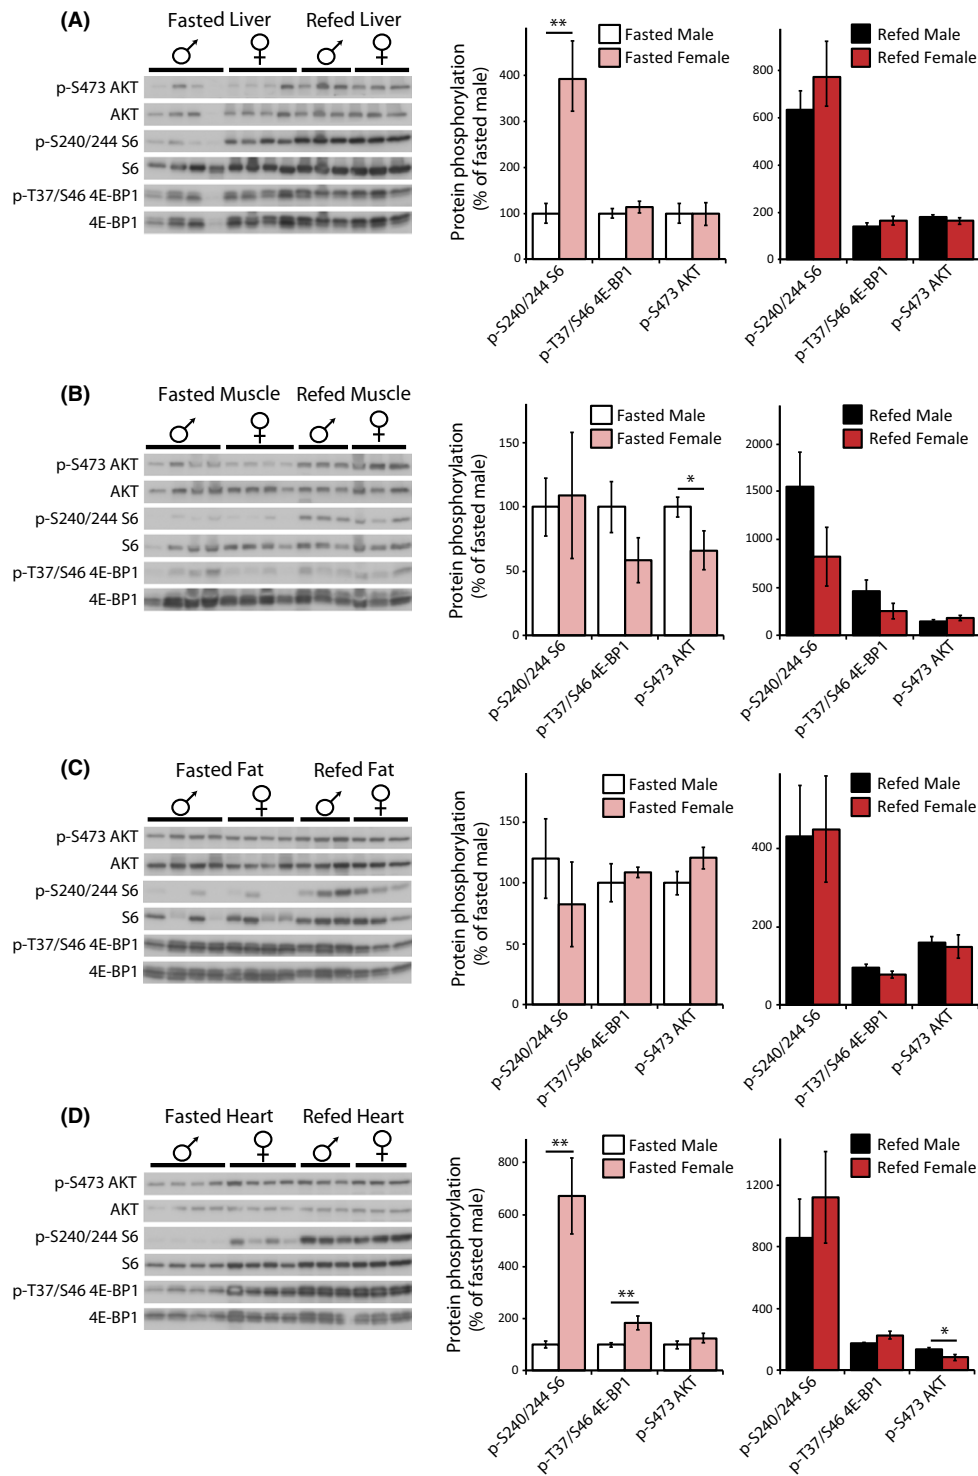 (A)
Fasted Liver Refed Liver
♂ ♀ ♂ ♀
p-S473 AKT
AKT
p-S240/244 S6
S6
p-T37/S46 4E-BP1
4E-BP1
Protein phosphorylation
(% of fasted male)
**
Fasted Male
Fasted Female
500
400
300
200
100
0
p-S240/244 S6
p-T37/S46 4E-BP1
p-S473 AKT
Refed Male
Refed Female
800
600
400
200
0
p-S240/244 S6
p-T37/S46 4E-BP1
p-S473 AKT
(B)
Fasted Muscle Refed Muscle
♂ ♀ ♂ ♀
p-S473 AKT
AKT
p-S240/244 S6
S6
p-T37/S46 4E-BP1
4E-BP1
Protein phosphorylation
(% of fasted male)
Fasted Male
Fasted Female
*
150
100
50
0
p-S240/244 S6
p-T37/S46 4E-BP1
p-S473 AKT
Refed Male
Refed Female
2000
1500
1000
500
0
p-S240/244 S6
p-T37/S46 4E-BP1
p-S473 AKT
(C)
Fasted Fat Refed Fat
♂ ♀ ♂ ♀
p-S473 AKT
AKT
p-S240/244 S6
S6
p-T37/S46 4E-BP1
4E-BP1
Protein phosphorylation
(% of fasted male)
Fasted Male
Fasted Female
150
100
50
0
p-S240/244 S6
p-T37/S46 4E-BP1
p-S473 AKT
Refed Male
Refed Female
400
200
0
p-S240/244 S6
p-T37/S46 4E-BP1
p-S473 AKT
(D)
Fasted Heart Refed Heart
♂ ♀ ♂ ♀
p-S473 AKT
AKT
p-S240/244 S6
S6
p-T37/S46 4E-BP1
4E-BP1
Protein phosphorylation
(% of fasted male)
**
Fasted Male
Fasted Female
**
800
600
400
200
100
0
p-S240/244 S6
p-T37/S46 4E-BP1
p-S473 AKT
Refed Male
Refed Female
*
1200
800
400
0
p-S240/244 S6
p-T37/S46 4E-BP1
p-S473 AKT